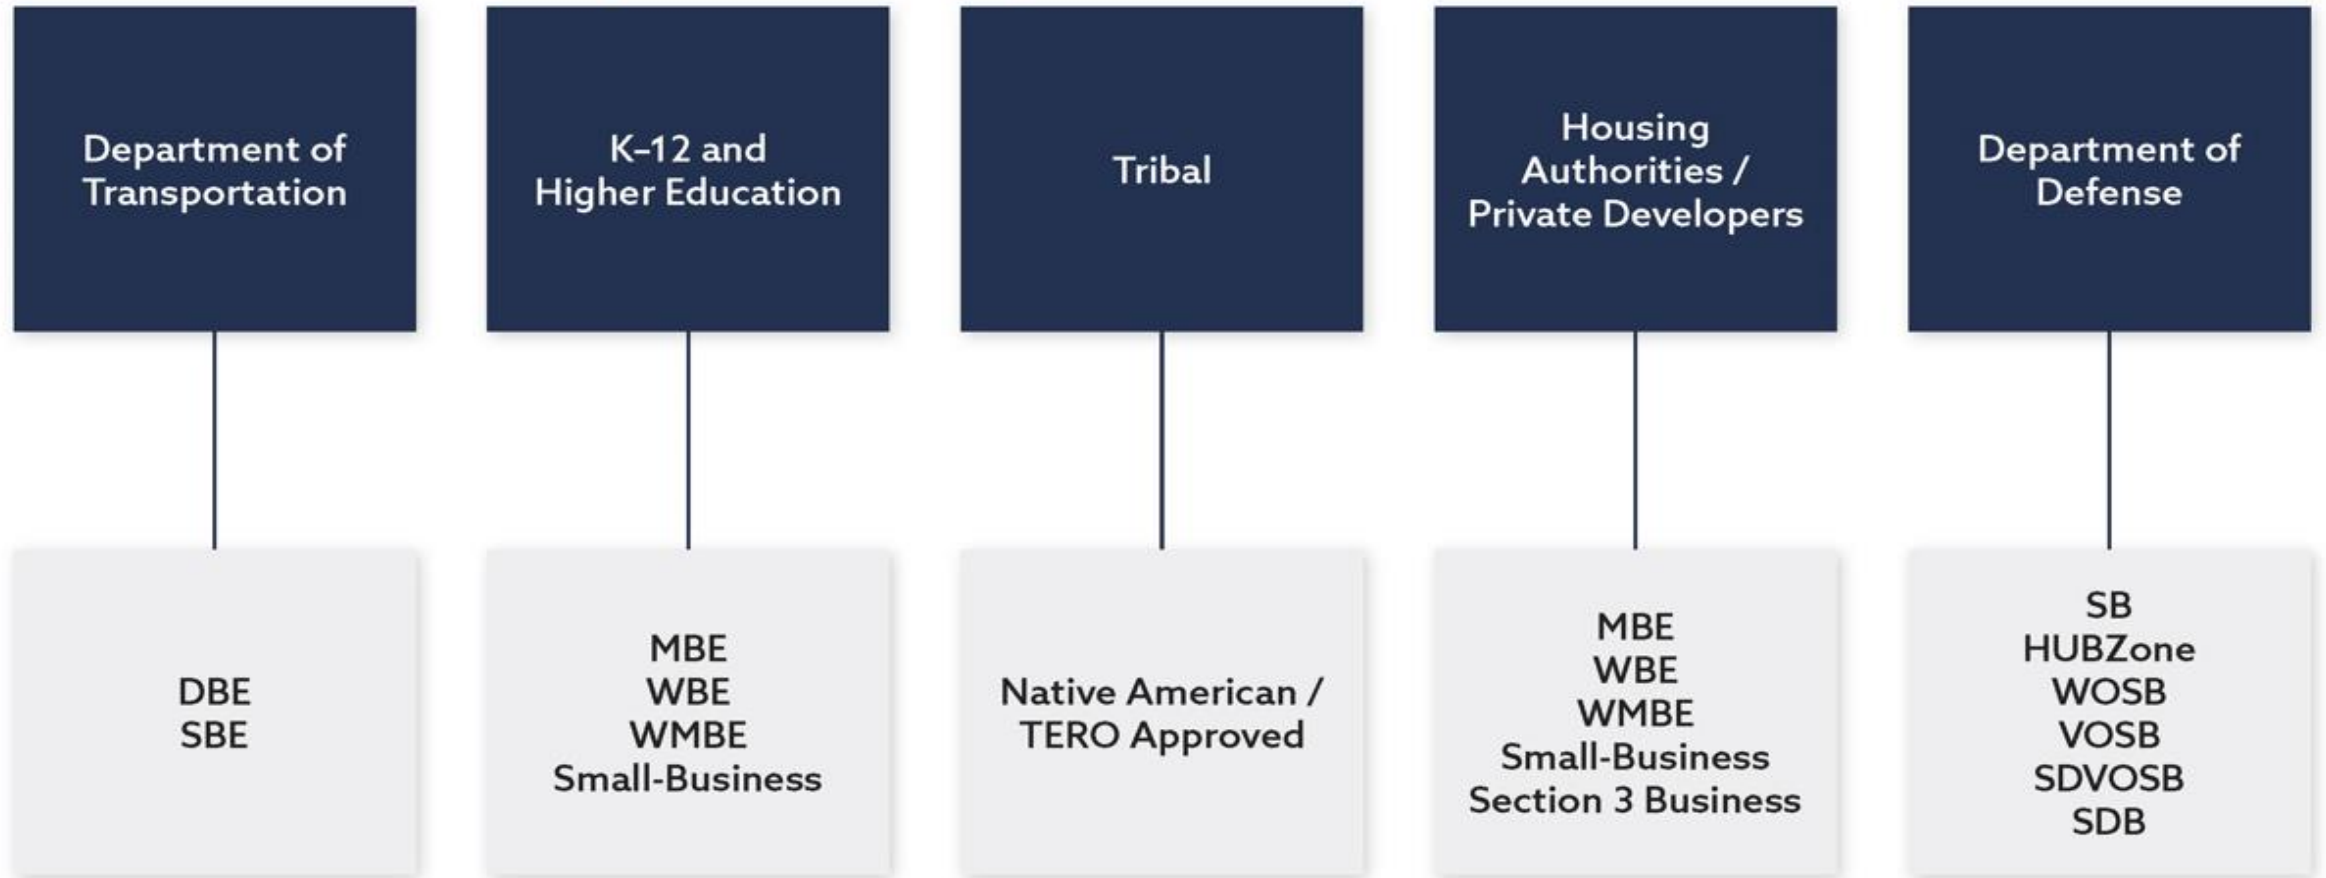 Department of
Transportation
K–12 and
Higher Education
Tribal
Housing
Authorities /
Private Developers
Department of
Defense
DBE
SBE
MBE
WBE
WMBE
Small-Business
Native American /
TERO Approved
MBE
WBE
WMBE
Small-Business
Section 3 Business
SB
HUBZone
WOSB
VOSB
SDVOSB
SDB